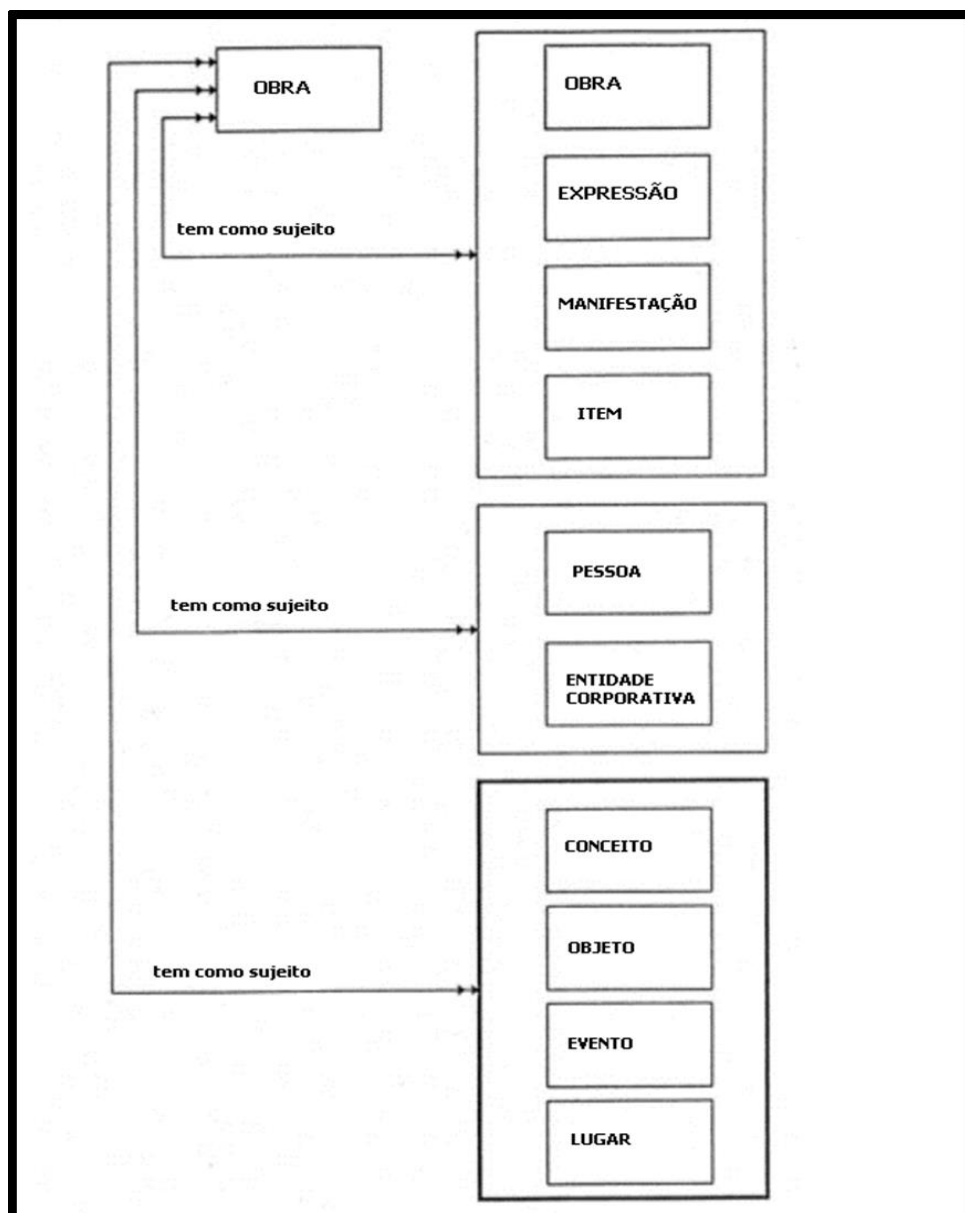 OBRA
OBRA
EXPRESSÃO
tem como sujeito
MANIFESTAÇÃO
ITEM
PESSOA
tem como sujeito
ENTIDADE
CORPORATIVA
CONCEITO
OBJETO
tem como sujeito
EVENTO
LUGAR